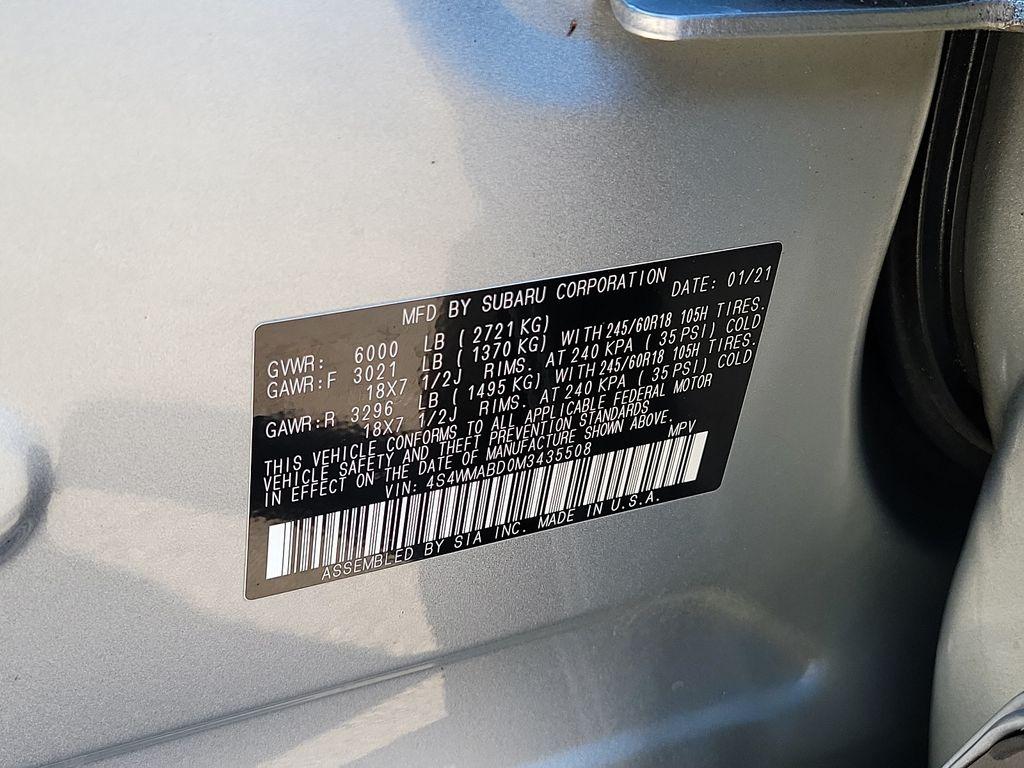 MFD BY SUBARU CORPORATION DATE: 01/21
GVWR: 6000 LB ( 2721 KG)
GAWR:F 3021 LB ( 1370 KG) WITH 245/60R18 105H TIRES.
18X7 1/2J RIMS. AT 240 KPA ( 35 PSI) COLD
GAWR:R 3296 LB ( 1495 KG) WITH 245/60R18 105H TIRES.
18X7 1/2J RIMS. AT 240 KPA ( 35 PSI) COLD
THIS VEHICLE CONFORMS TO ALL APPLICABLE FEDERAL MOTOR
VEHICLE SAFETY AND THEFT PREVENTION STANDARDS
IN EFFECT ON THE DATE OF MANUFACTURE SHOWN ABOVE.
VIN: 4S4WMABD0M3435508 MPV
ASSEMBLED BY SIA INC. MADE IN U.S.A.